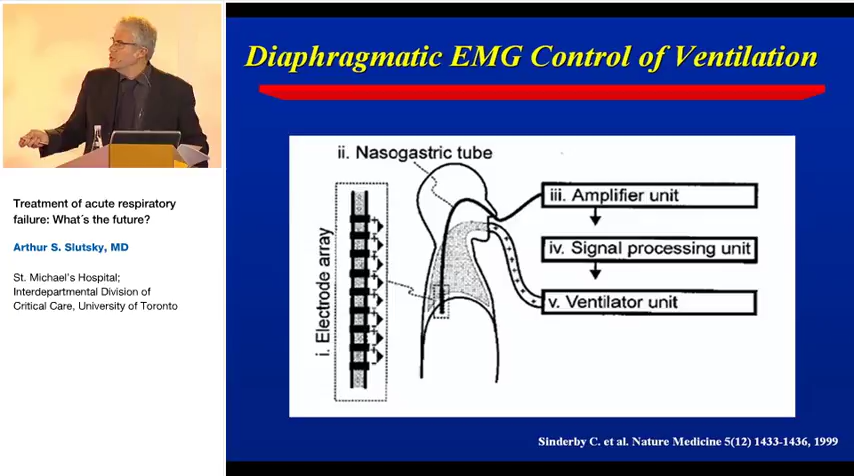 Diaphragmatic EMG Control of Ventilation
ii. Nasogastric tube
iii. Amplifier unit
iv. Signal processing unit
v. Ventilator unit
i. Electrode array
Sinderby C. et al. Nature Medicine 5(12) 1433-1436, 1999
Treatment of acute respiratory
failure: What´s the future?
Arthur S. Slutsky, MD
St. Michael's Hospital;
Interdepartmental Division of
Critical Care, University of Toronto